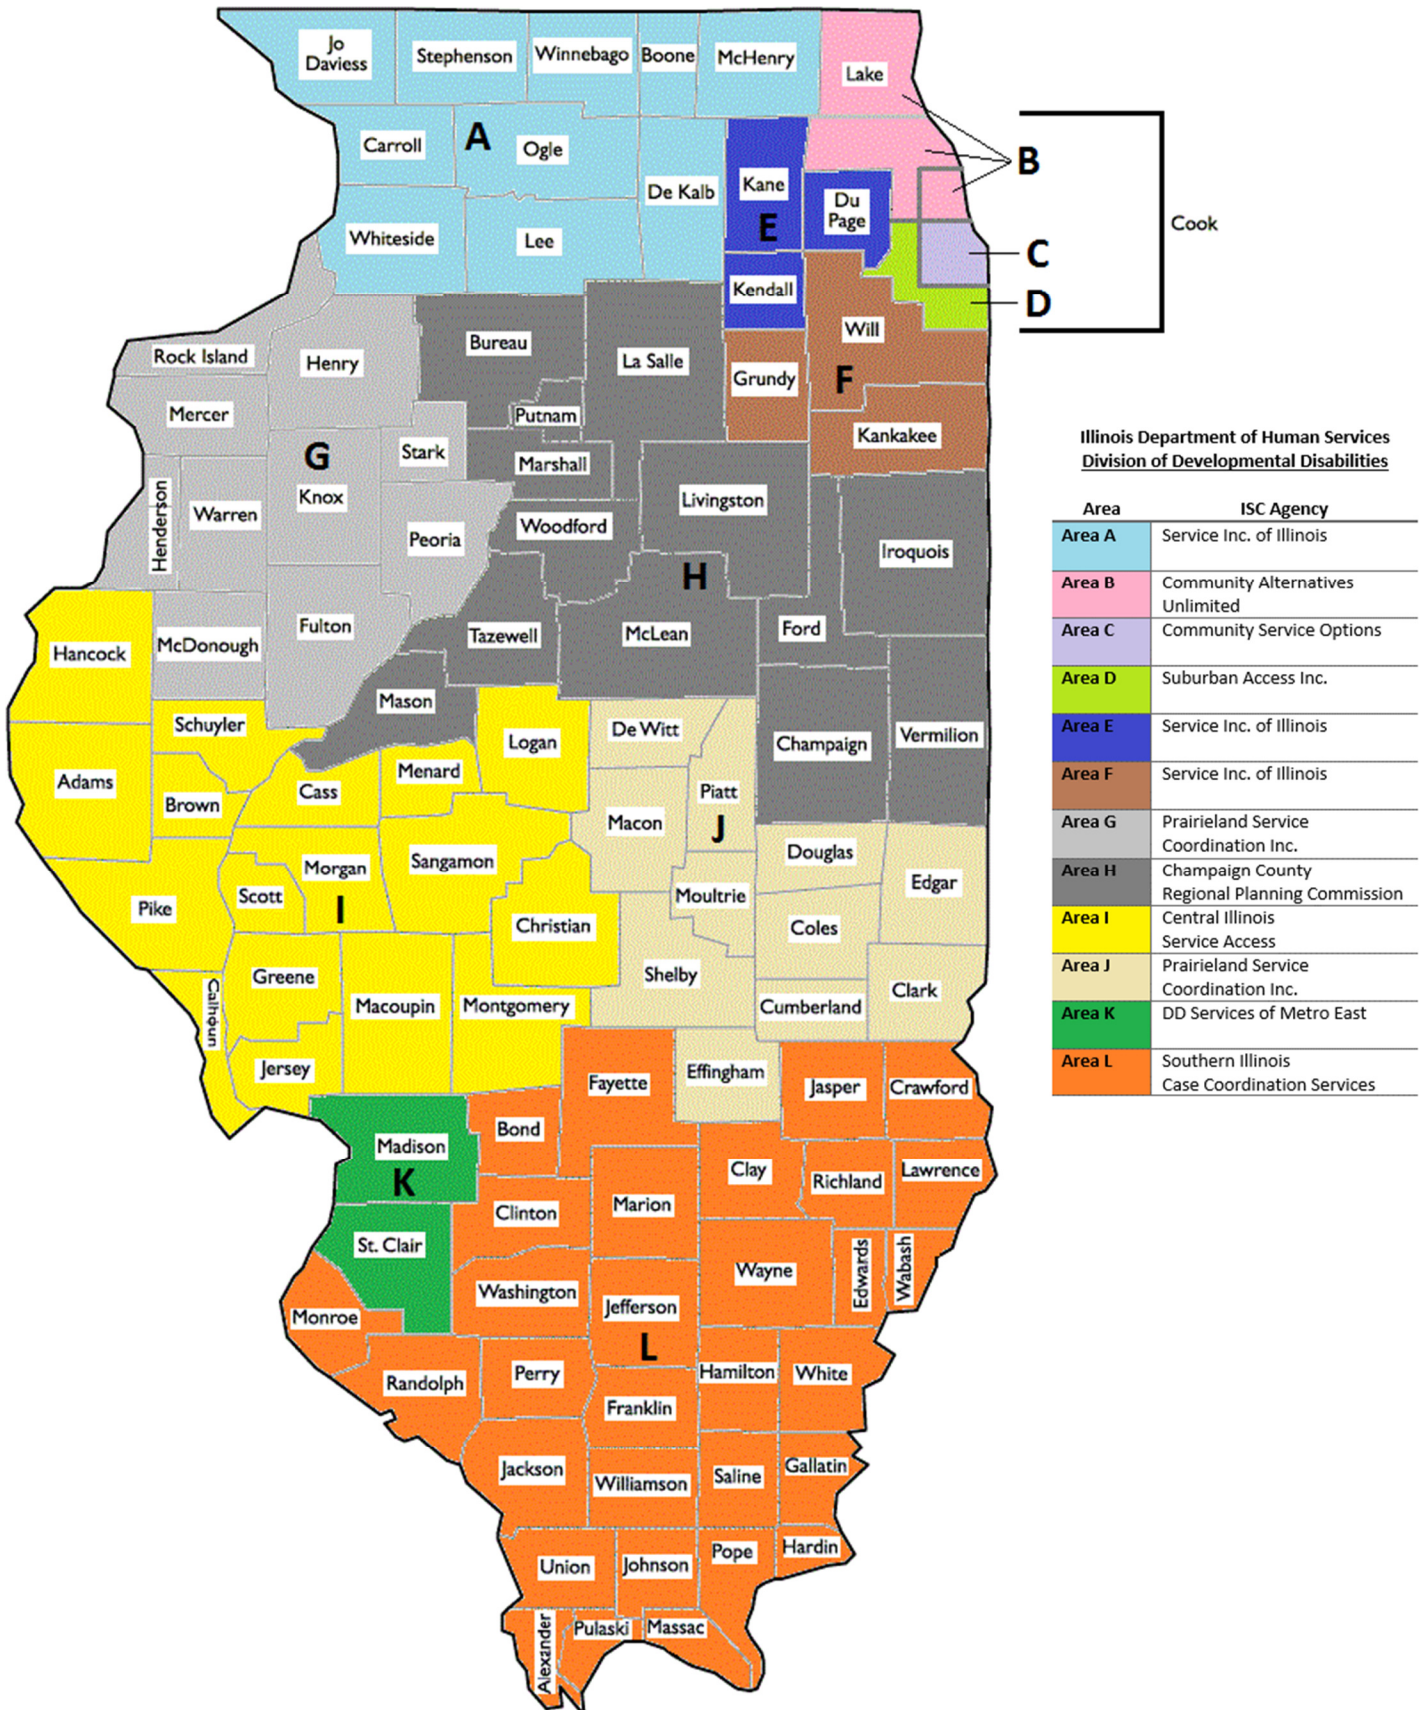 Jo
Daviess
Stephenson
Winnebago
Boone
McHenry
Lake
Carroll
A
Ogle
De Kalb
Kane
E
Du
Page
B
Cook
Whiteside
Lee
C
Kendall
D
Rock Island
Henry
Bureau
La Salle
Will
Grundy
F
Mercer
Putnam
Kankakee
G
Stark
Marshall
Knox
Henderson
Warren
Peoria
Woodford
Livingston
Iroquois
H
Hancock
McDonough
Fulton
Tazewell
McLean
Ford
Mason
Schuyler
Logan
De Witt
Champaign
Vermilion
Adams
Brown
Cass
Menard
Piatt
J
Macon
Morgan
Sangamon
Douglas
Edgar
Scott
Pike
I
Christian
Moultrie
Coles
Greene
Shelby
Calhoun
Macoupin
Montgomery
Cumberland
Clark
Jersey
Fayette
Effingham
Jasper
Crawford
Madison
K
Bond
Clay
Richland
Lawrence
Marion
Clinton
St. Clair
Wayne
Edwards
Wabash
Washington
Jefferson
L
Monroe
Randolph
Perry
Hamilton
White
Franklin
Jackson
Williamson
Saline
Gallatin
Union
Johnson
Pope
Hardin
Alexander
Pulaski
Massac
Illinois Department of Human Services
Division of Developmental Disabilities
Area ISC Agency
Area A Service Inc. of Illinois
Area B Community Alternatives
Unlimited
Area C Community Service Options
Area D Suburban Access Inc.
Area E Service Inc. of Illinois
Area F Service Inc. of Illinois
Area G Prairieland Service
Coordination Inc.
Area H Champaign County
Regional Planning Commission
Area I Central Illinois
Service Access
Area J Prairieland Service
Coordination Inc.
Area K DD Services of Metro East
Area L Southern Illinois
Case Coordination Services